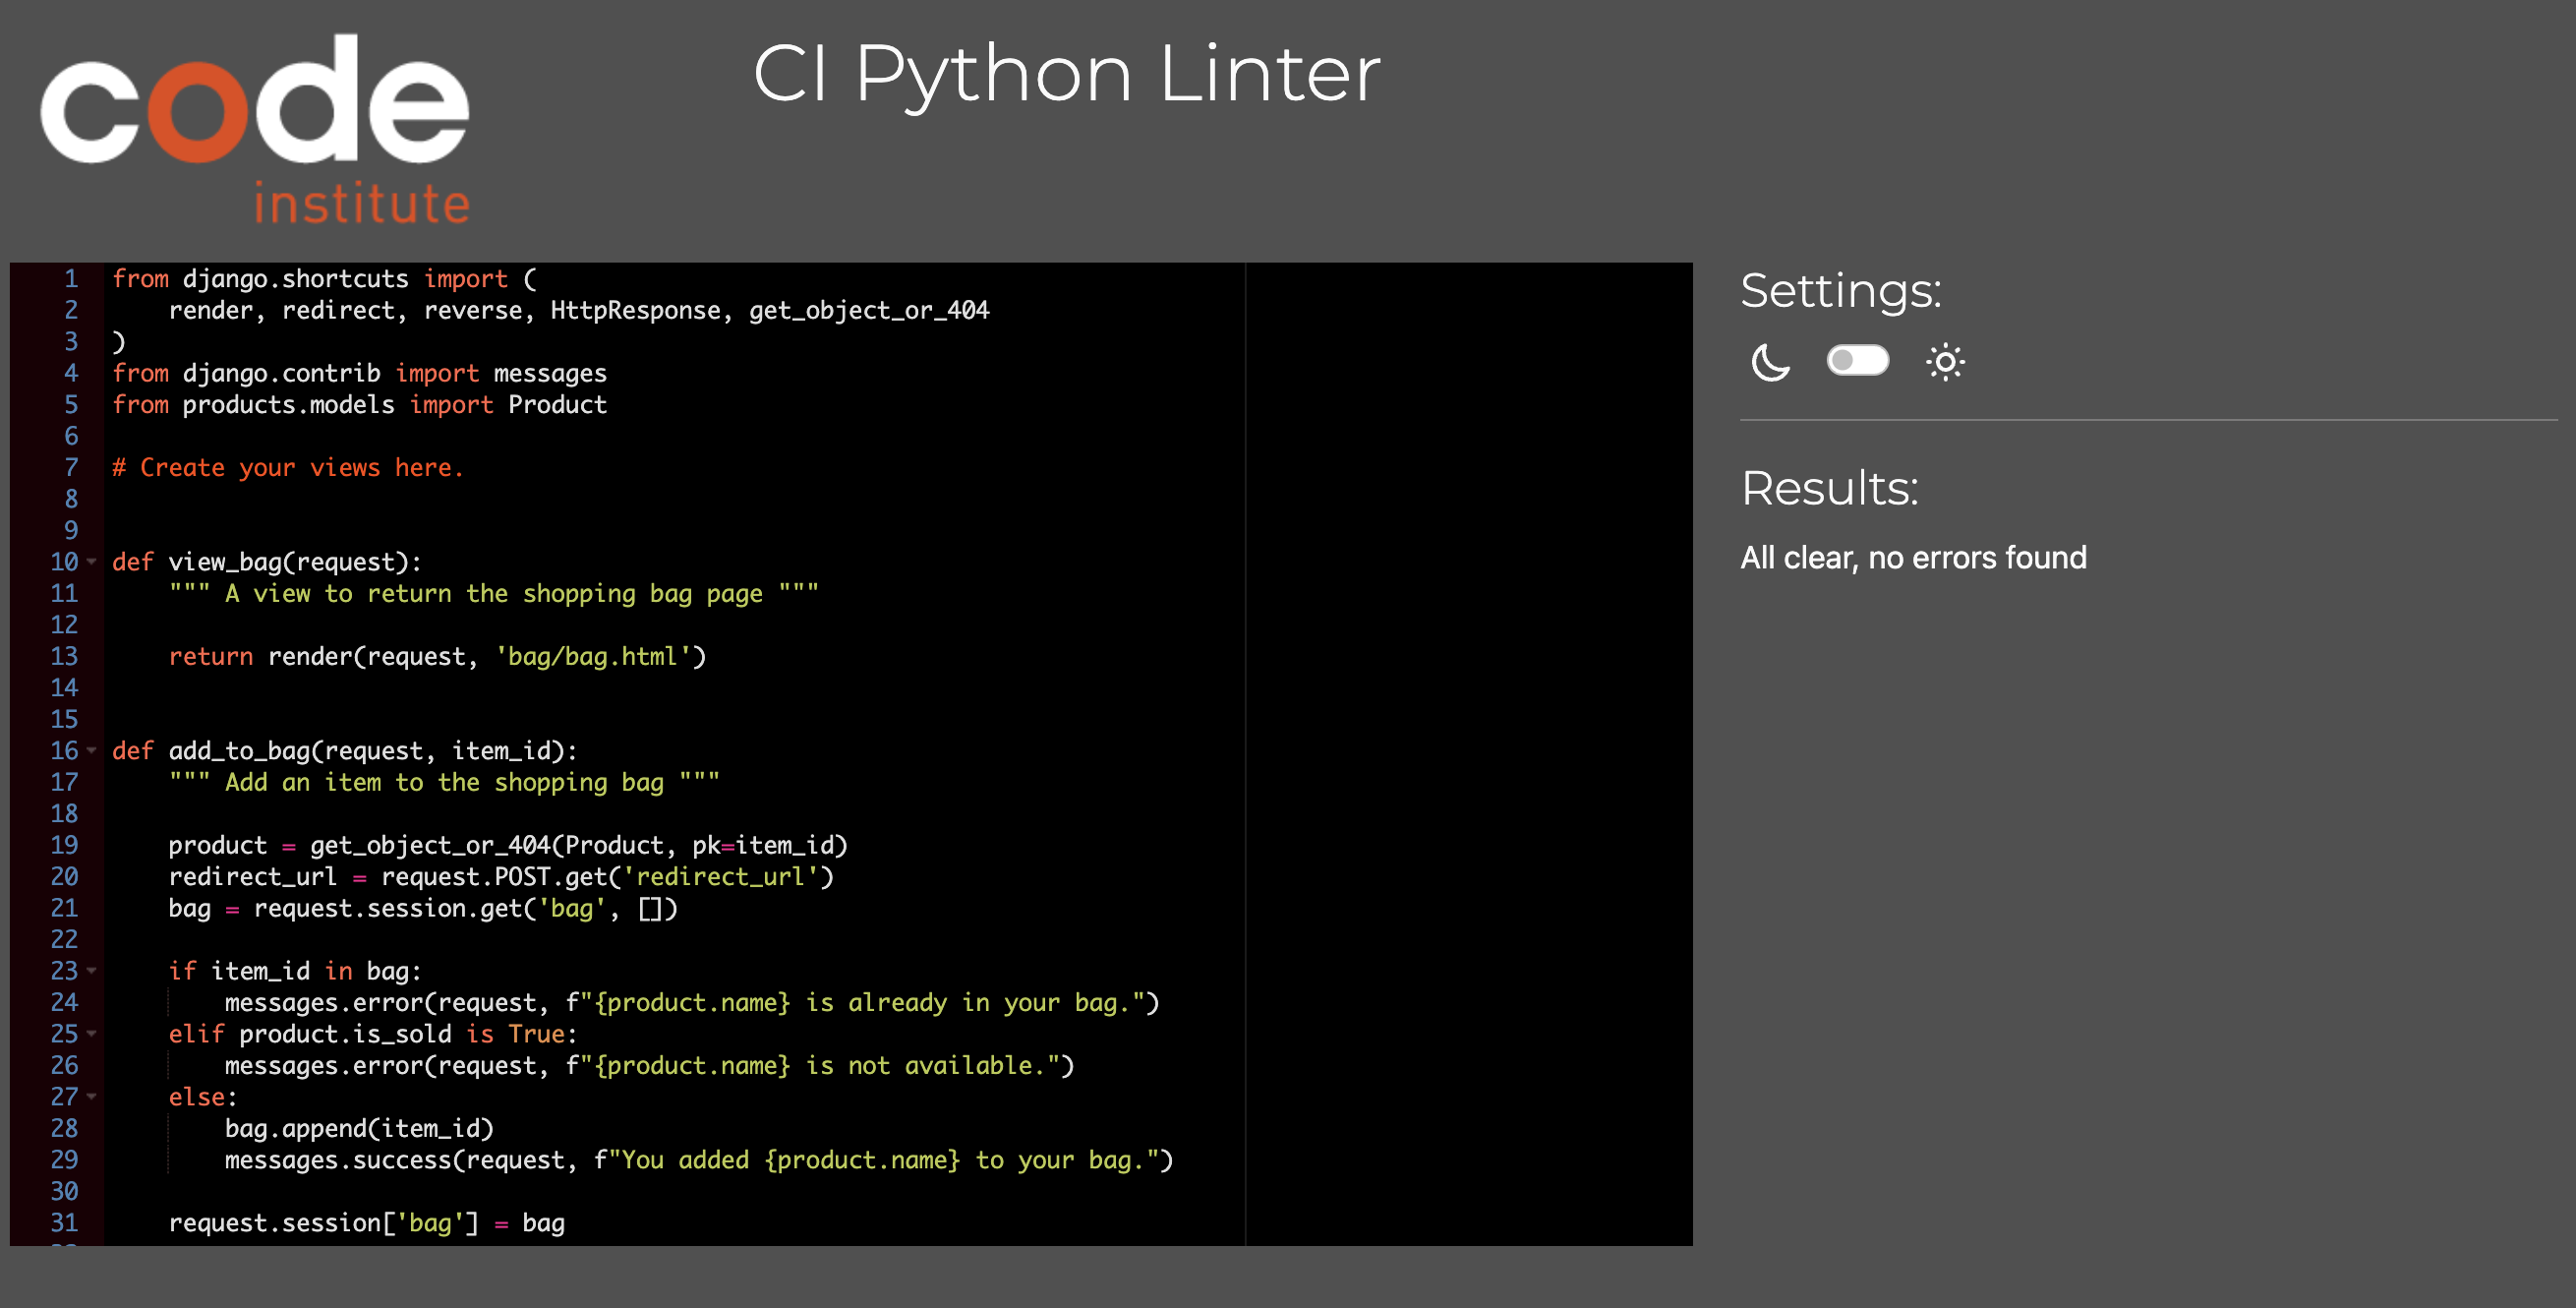 code
institute
CI Python Linter
1 from django.shortcuts import (
2     render, redirect, reverse, HttpResponse, get_object_or_404
3 )
4 from django.contrib import messages
5 from products.models import Product
6
7 # Create your views here.
8
9
10 def view_bag(request):
11     """ A view to return the shopping bag page """
12
13     return render(request, 'bag/bag.html')
14
15
16 def add_to_bag(request, item_id):
17     """ Add an item to the shopping bag """
18
19     product = get_object_or_404(Product, pk=item_id)
20     redirect_url = request.POST.get('redirect_url')
21     bag = request.session.get('bag', [])
22
23     if item_id in bag:
24         messages.error(request, f"{product.name} is already in your bag.")
25     elif product.is_sold is True:
26         messages.error(request, f"{product.name} is not available.")
27     else:
28         bag.append(item_id)
29         messages.success(request, f"You added {product.name} to your bag.")
30
31     request.session['bag'] = bag
Settings:
Results:
All clear, no errors found